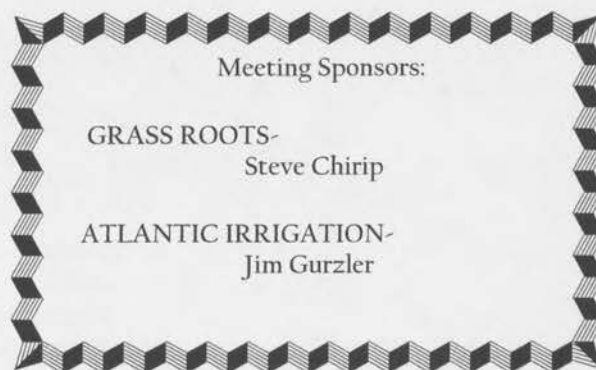 Meeting Sponsors:
GRASS ROOTS-
Steve Chirip
ATLANTIC IRRIGATION-
Jim Gurzler